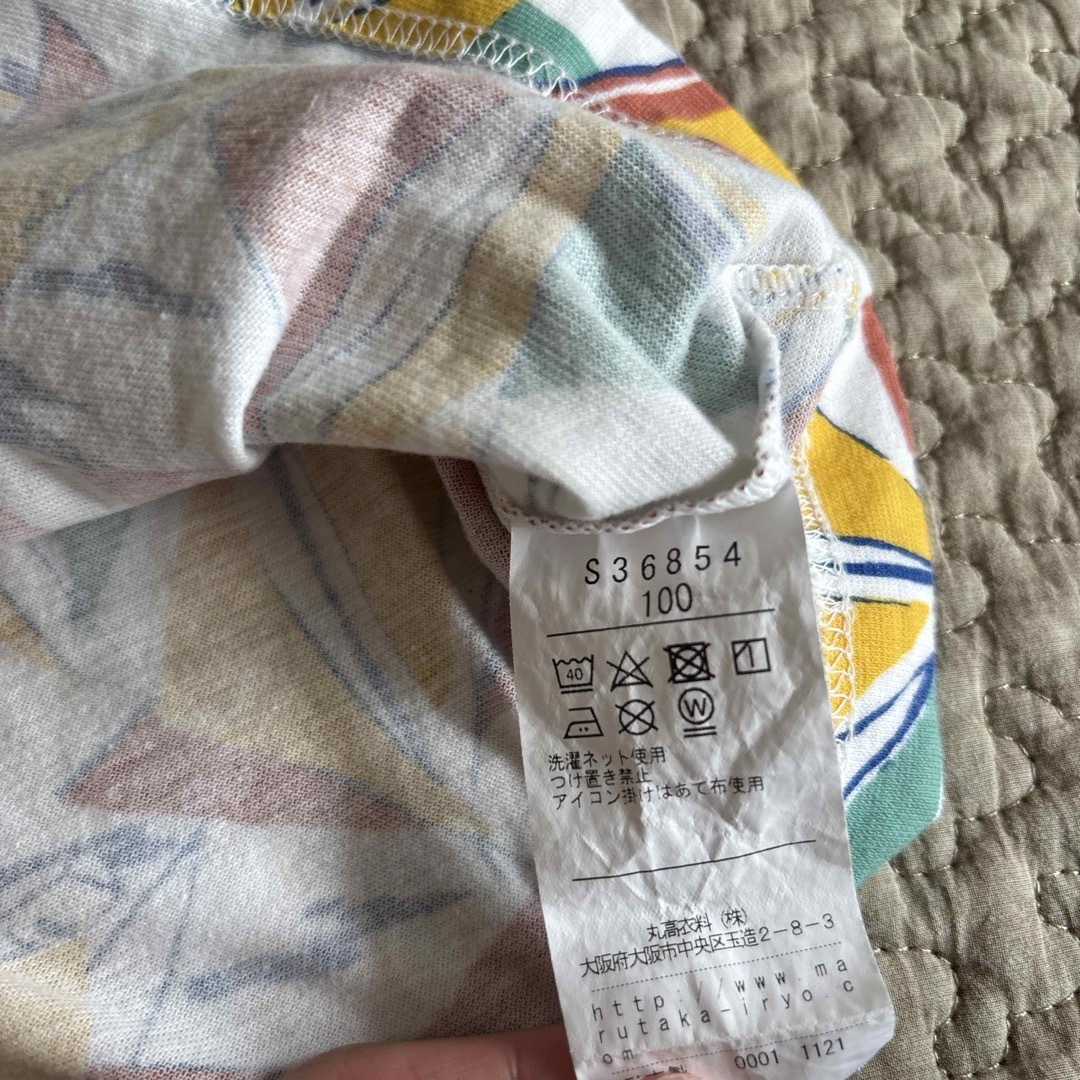 S36854
100
40
W
洗濯ネット使用
つけ置き禁止
アイコン掛けはあて布使用
丸高衣料(株)
大阪府大阪市中央区玉造2-8-3
http://www.ma
rutaka-iryo.c
om
0001 1121